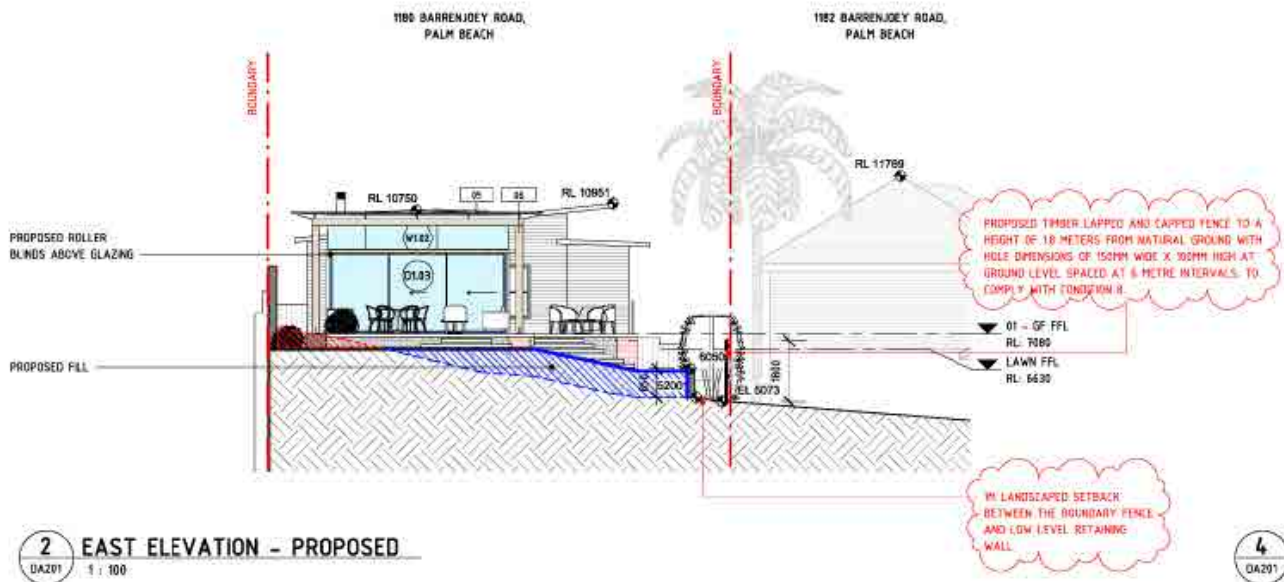 1180 BARRENJOEY ROAD,
PALM BEACH
1182 BARRENJOEY ROAD,
PALM BEACH
BOUNDARY
BOUNDARY
RL 11769
RL 10750
05
06
RL 10951
W1.02
D1.03
PROPOSED ROLLER
BLINDS ABOVE GLAZING
PROPOSED TIMBER LAPPED AND CAPPED FENCE TO A
HEIGHT OF 1.8 METERS FROM NATURAL GROUND WITH
HOLE DIMENSIONS OF 150MM WIDE X 100MM HIGH AT
GROUND LEVEL SPACED AT 6 METRE INTERVALS, TO
COMPLY WITH CONDITION 8
01 - GF FFL
RL: 7080
LAWN FFL
RL: 6630
PROPOSED FILL
6050
5200
EL 5073
1800
1M LANDSCAPED SETBACK
BETWEEN THE BOUNDARY FENCE
AND LOW LEVEL RETAINING
WALL
2
DA201
EAST ELEVATION - PROPOSED
1 : 100
4
DA201